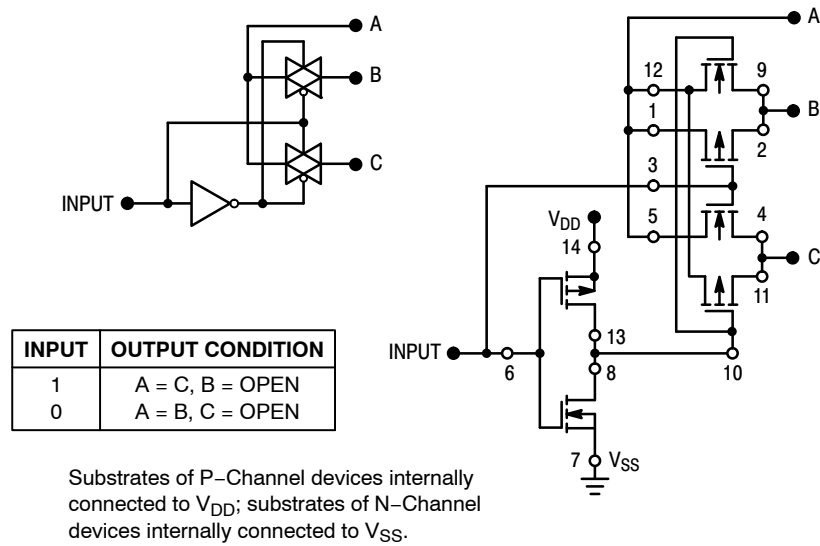 A
B
C
INPUT
A
12
9
1
B
2
3
VDD
5
4
14
C
11
INPUT
13
6
8
10
7
VSS
INPUT OUTPUT CONDITION
1 A = C, B = OPEN
0 A = B, C = OPEN
Substrates of P−Channel devices internally
connected to VDD; substrates of N−Channel
devices internally connected to VSS.